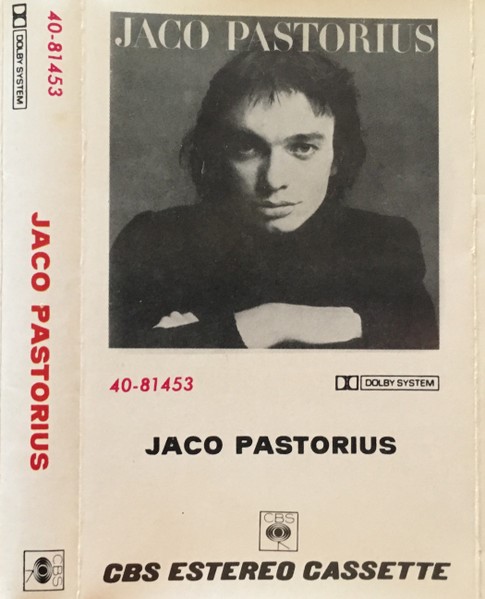 40-81453
DOLBY SYSTEM
JACO PASTORIUS
CBS
JACO PASTORIUS
40-81453
DOLBY SYSTEM
JACO PASTORIUS
CBS
CBS ESTEREO CASSETTE